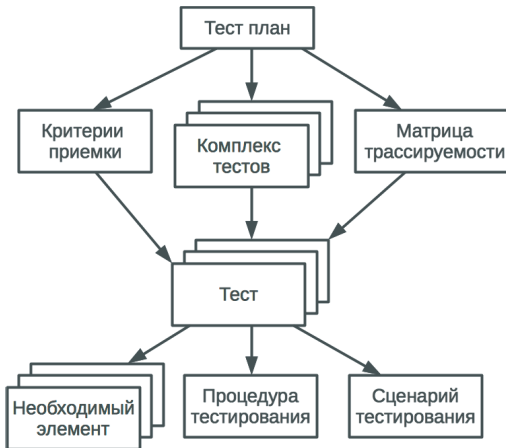 Тест план
Критерии
приемки
Комплекс
тестов
Матрица
трассируемости
Тест
Необходимый
элемент
Процедура
тестирования
Сценарий
тестирования